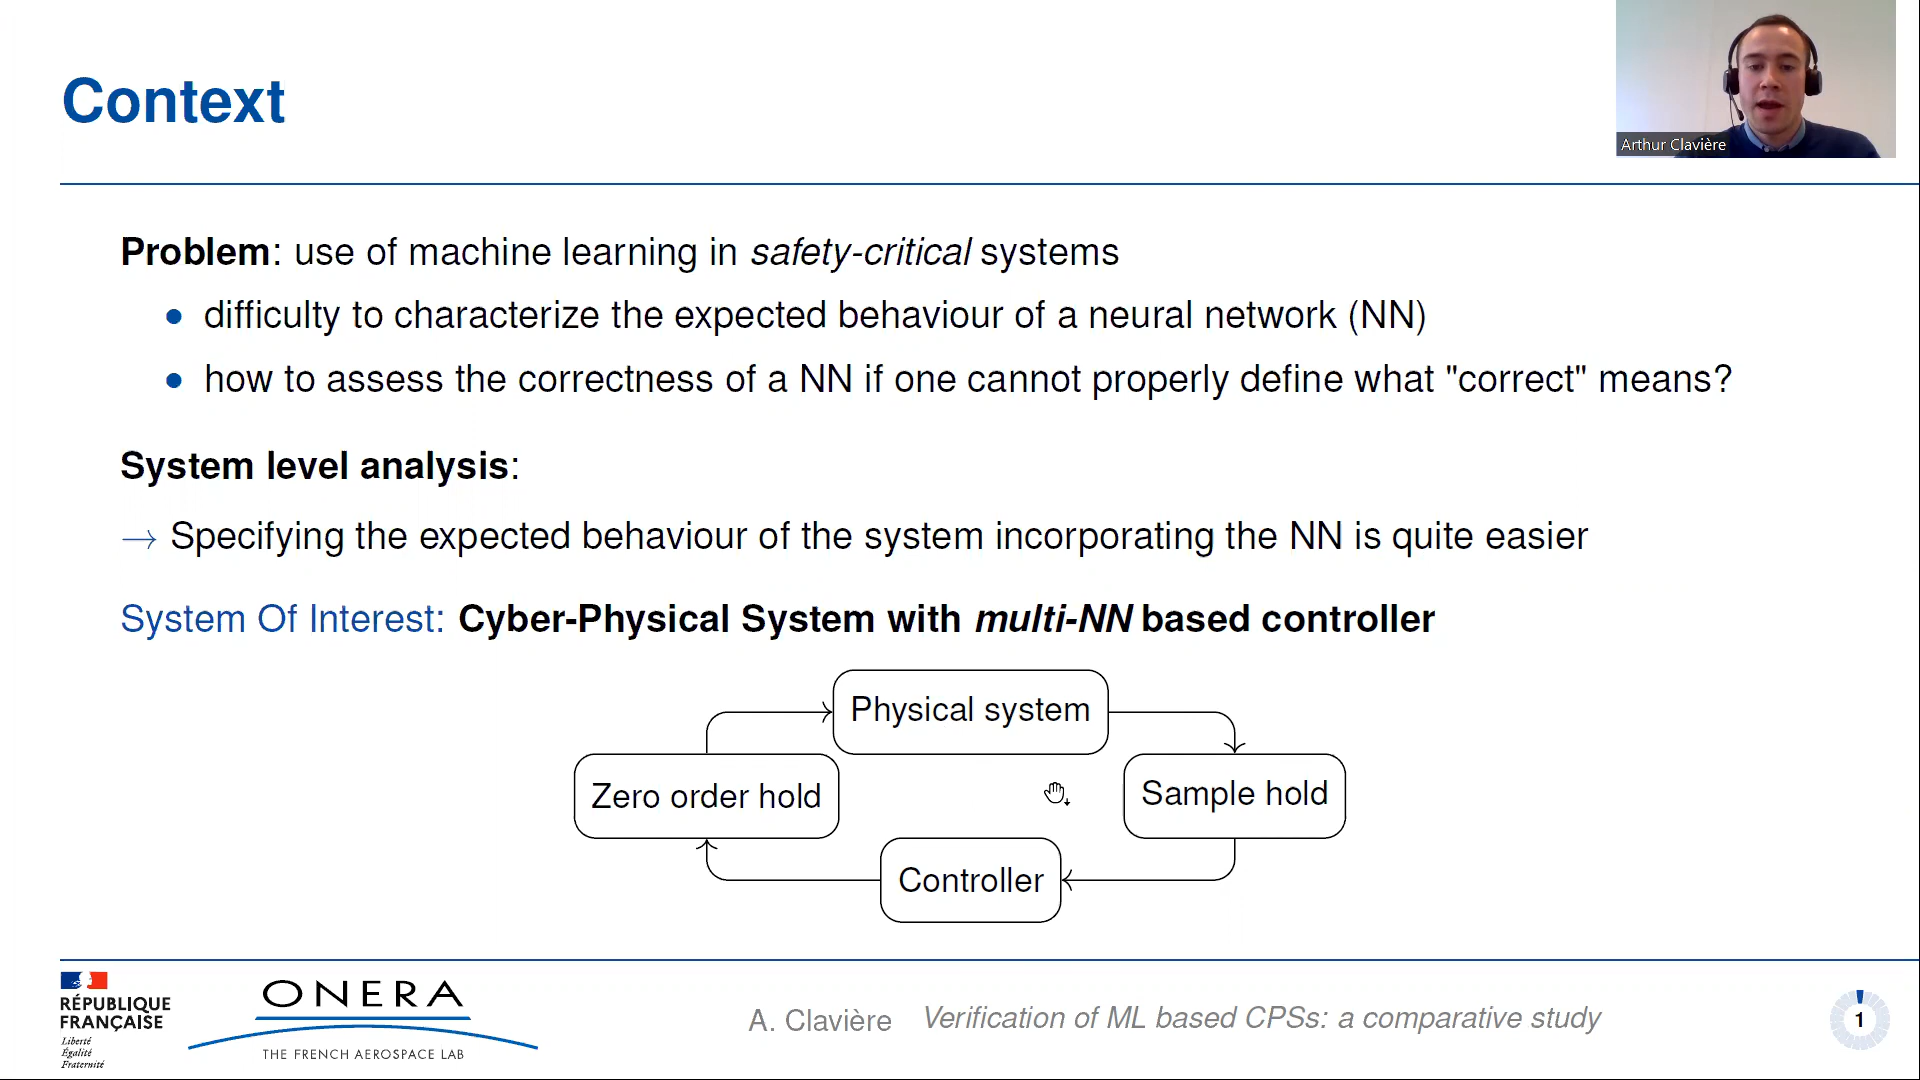 Context
Arthur Clavière
Problem: use of machine learning in safety-critical systems
• difficulty to characterize the expected behaviour of a neural network (NN)
• how to assess the correctness of a NN if one cannot properly define what "correct" means?
System level analysis:
→ Specifying the expected behaviour of the system incorporating the NN is quite easier
System Of Interest: Cyber-Physical System with multi-NN based controller
Physical system
Zero order hold
Sample hold
Controller
RÉPUBLIQUE
FRANÇAISE
Liberté
Égalité
Fraternité
ONERA
THE FRENCH AEROSPACE LAB
A. Clavière Verification of ML based CPSs: a comparative study
1